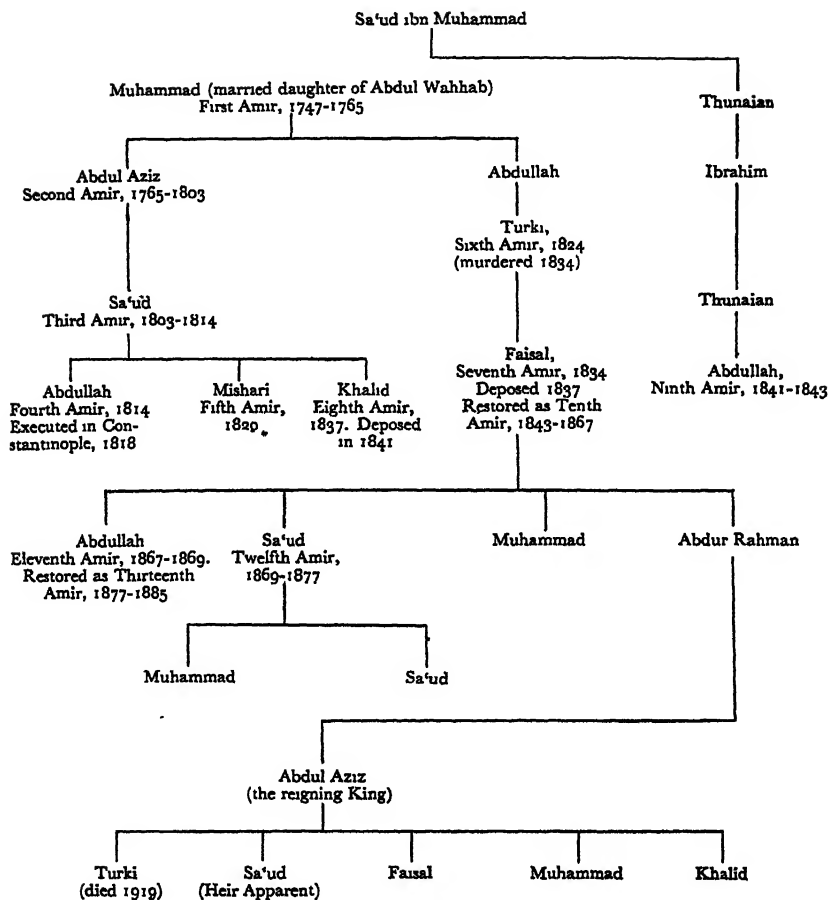 Sa‘ud ibn Muhammad
Muhammad (married daughter of Abdul Wahhab)
First Amir, 1747-1765
Thunaian
Abdul Aziz
Second Amir, 1765-1803
Abdullah
Ibrahim
Turki,
Sixth Amir, 1824
(murdered 1834)
Sa‘ud
Third Amir, 1803-1814
Thunaian
Abdullah
Fourth Amir, 1814
Executed in Con-
stantinople, 1818
Mishari
Fifth Amir,
1820
Khalid
Eighth Amir,
1837. Deposed
in 1841
Faisal,
Seventh Amir, 1834
Deposed 1837
Restored as Tenth
Amir, 1843-1867
Abdullah,
Ninth Amir, 1841-1843
Abdullah
Eleventh Amir, 1867-1869.
Restored as Thirteenth
Amir, 1877-1885
Sa‘ud
Twelfth Amir,
1869-1877
Muhammad
Abdur Rahman
Muhammad
Sa‘ud
Abdul Aziz
(the reigning King)
Turki
(died 1919)
Sa‘ud
(Heir Apparent)
Faisal
Muhammad
Khalid